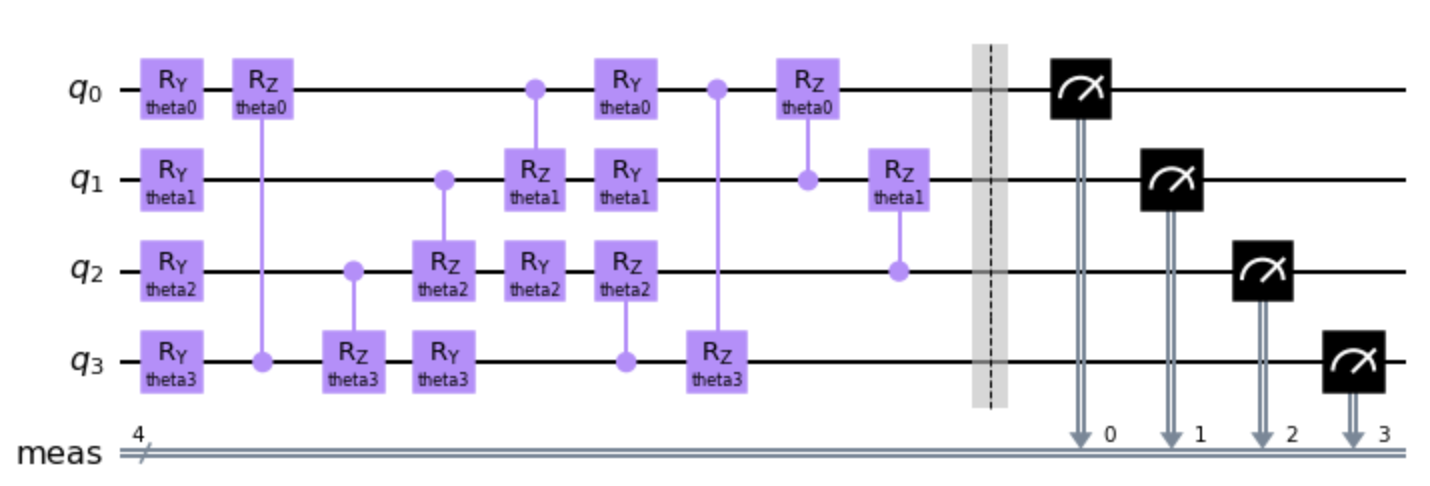 q0 RY theta0 RZ theta0 RY theta0 RZ theta0
q1 RY theta1 RZ theta1 RY theta1 RZ theta1
q2 RY theta2 RZ theta2 RY theta2 RZ theta2
q3 RY theta3 RZ theta3 RY theta3 RZ theta3
meas 4 0 1 2 3